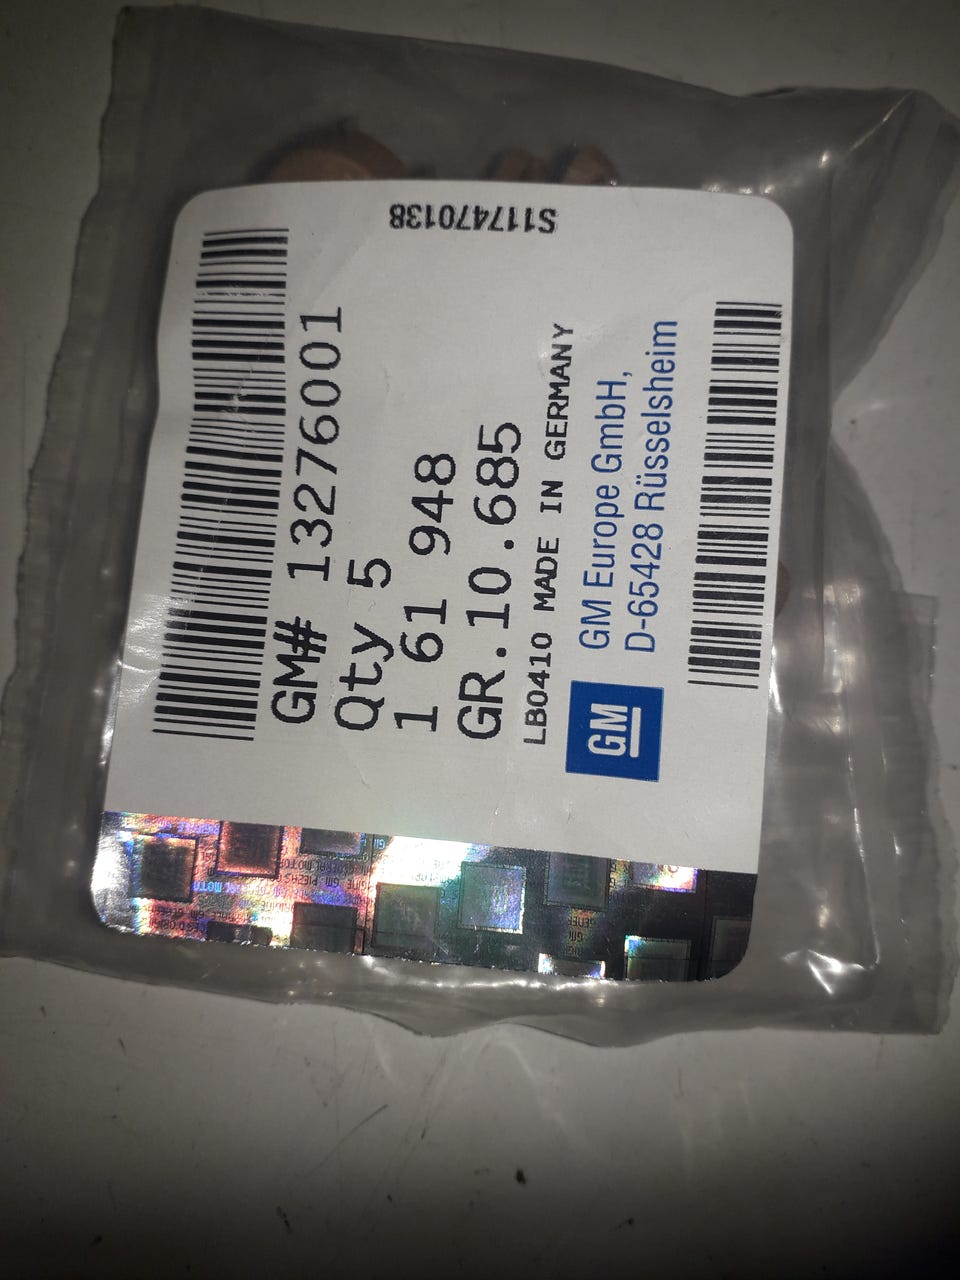 GM# 13276001
Qty 5
1 61 948
GR.10.685
LB0410 MADE IN GERMANY
GM
GM Europe GmbH,
D-65428 Rüsselsheim
S117470138